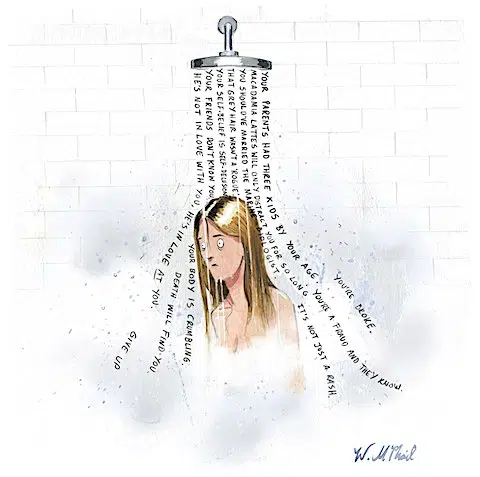 YOUR PARENTS HAD THREE KIDS BY YOUR AGE. YOU'RE A FRAUD AND THEY KNOW.
MACADAMIA LATTES WILL ONLY DISTRACT YOU FOR SO LONG. IT'S NOT JUST A RASH.
YOU SHOULD'VE MARRIED THE
THAT GREY HAIR WASN'T A 'ROGUE'
YOUR SELF-BELIEF IS SELF-DELUSION
YOUR FRIENDS DON'T KNOW YOU
HE'S NOT IN LOVE WITH YOU, HE'S IN LOVE AT YOU.
YOU'RE BROKE.
YOUR BODY IS CRUMBLING.
DEATH WILL FIND YOU
GIVE UP
W. McPhail